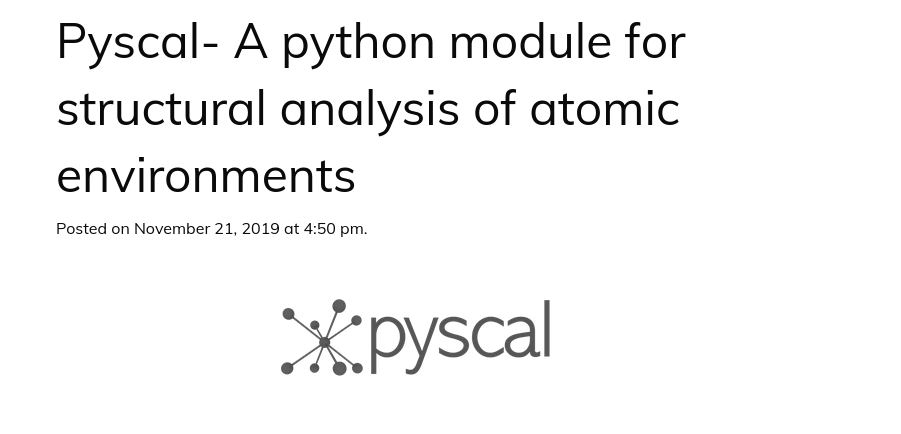 Pyscal- A python module for
structural analysis of atomic
environments
Posted on November 21, 2019 at 4:50 pm.
pyscal